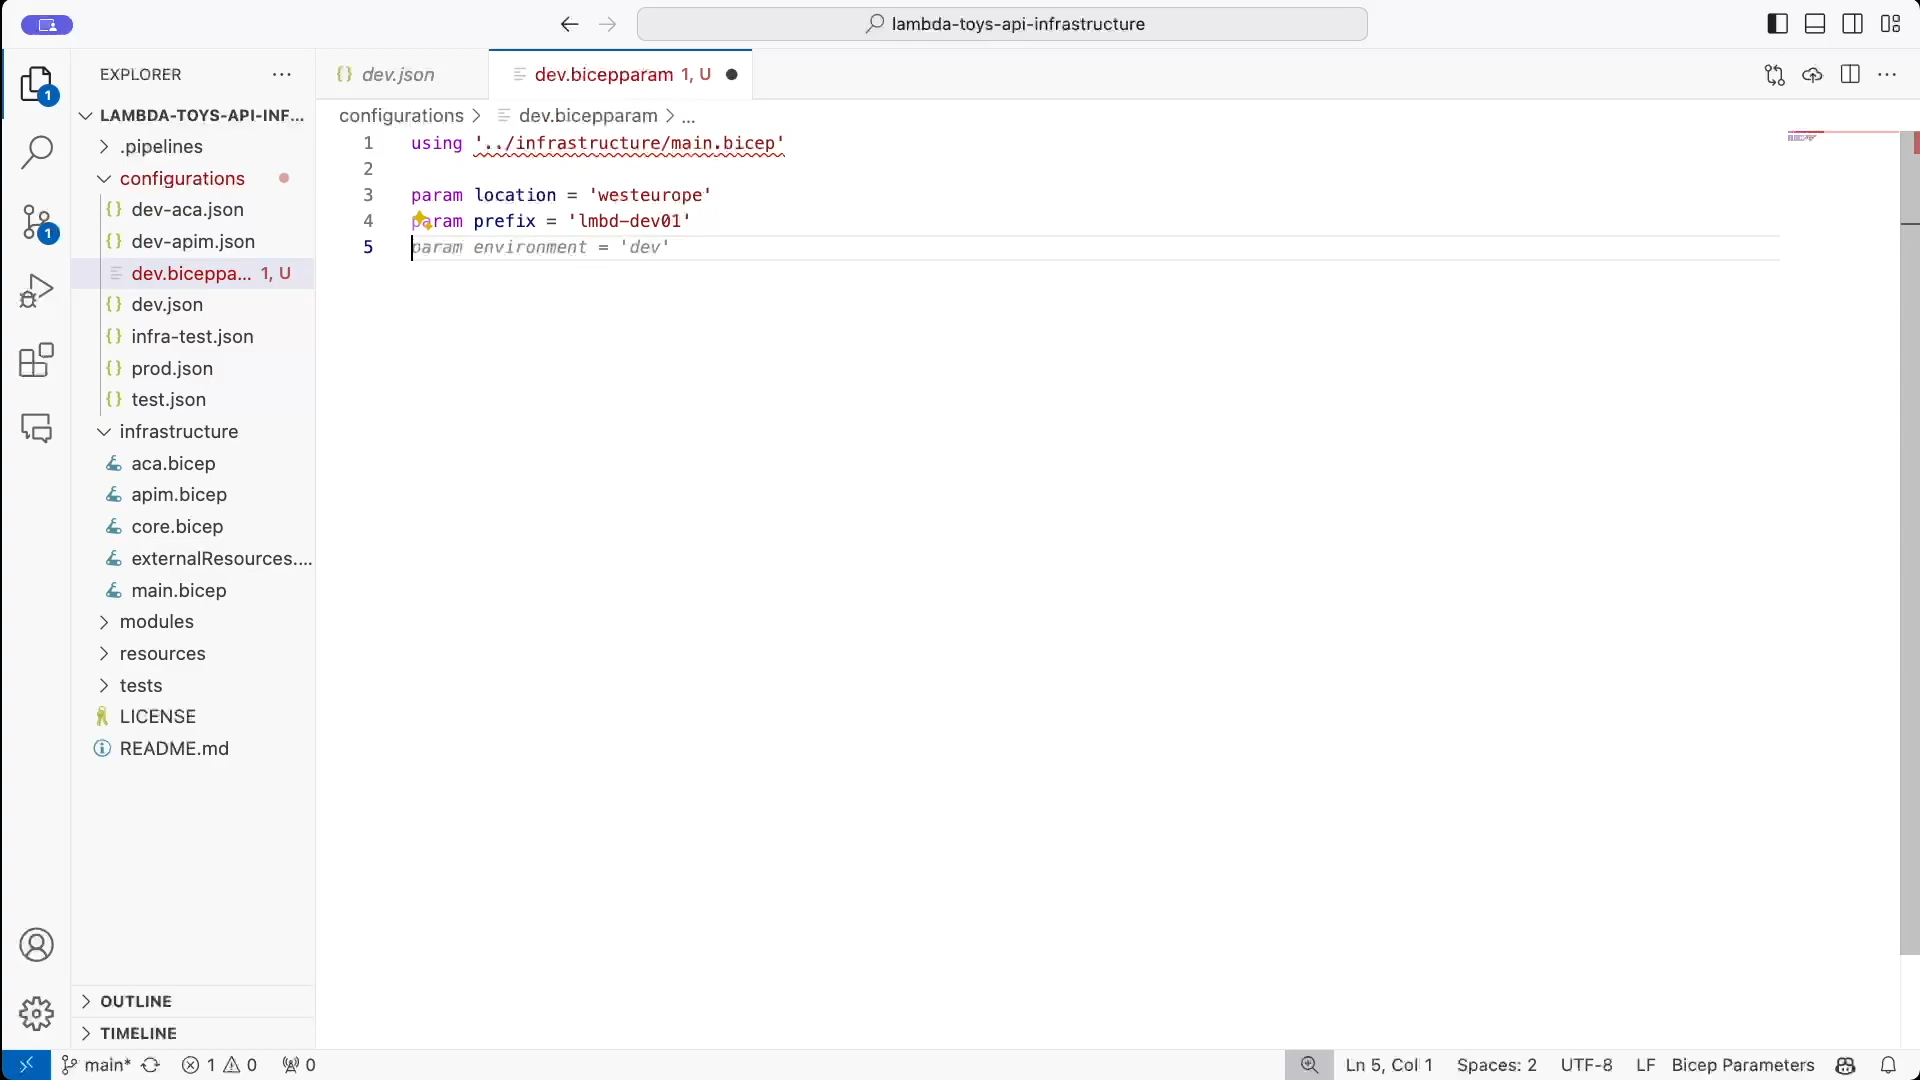 lambda-toys-api-infrastructure
EXPLORER
1
LAMBDA-TOYS-API-INF...
.pipelines
configurations
dev-aca.json
dev-apim.json
dev.biceppa... 1, U
dev.json
infra-test.json
prod.json
test.json
infrastructure
aca.bicep
apim.bicep
core.bicep
externalResources....
main.bicep
modules
resources
tests
LICENSE
README.md
1
OUTLINE
TIMELINE
dev.json
dev.bicepparam 1, U
configurations > dev.bicepparam > ...
1 using '../infrastructure/main.bicep'
2
3 param location = 'westeurope'
4 param prefix = 'lmbd-dev01'
5 param environment = 'dev'
main* 1 0 0
Ln 5, Col 1 Spaces: 2 UTF-8 LF Bicep Parameters